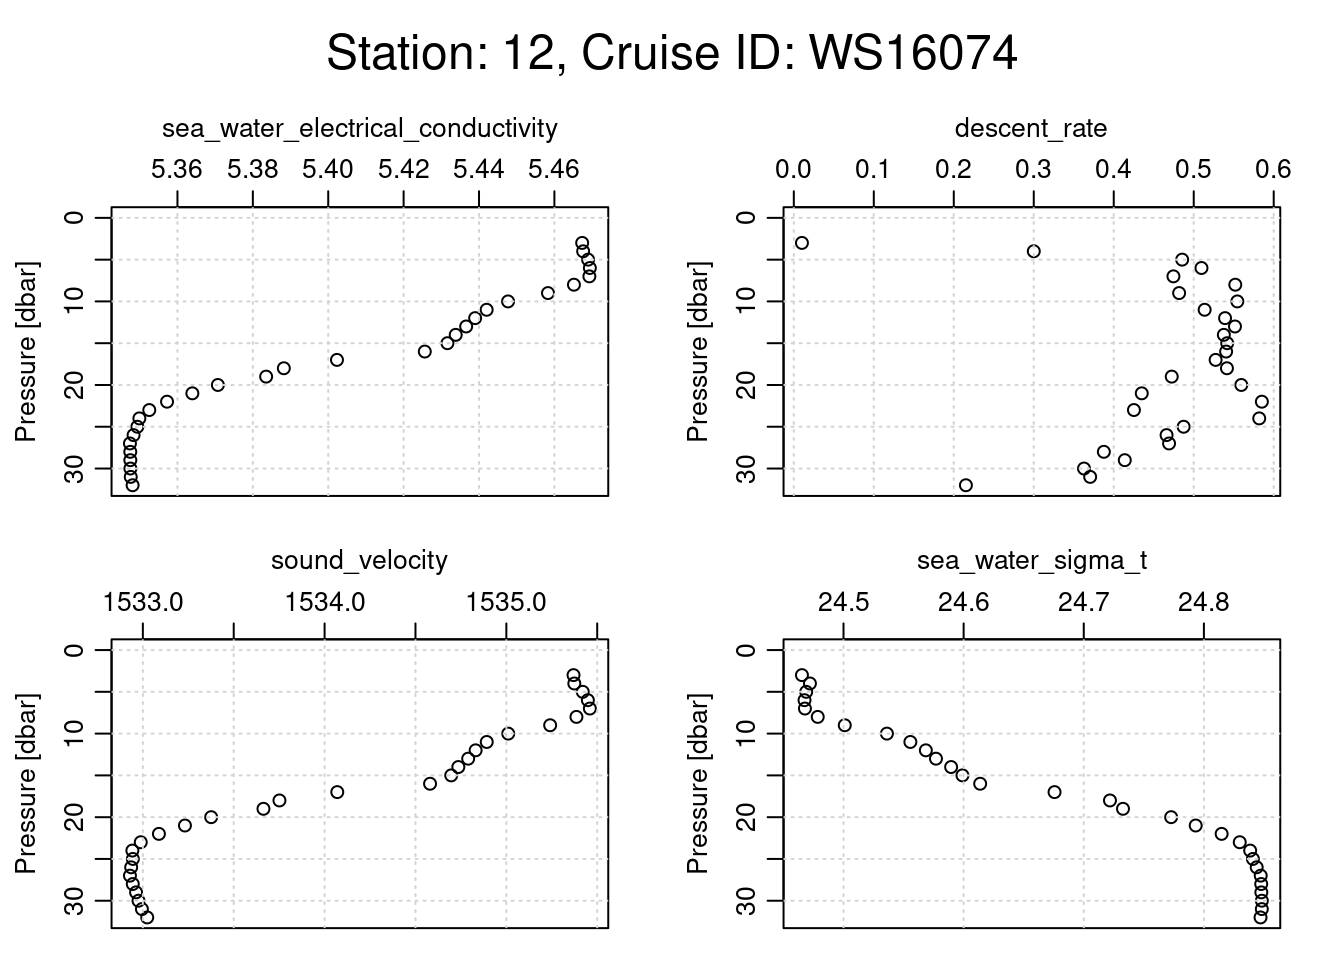 Station: 12, Cruise ID: WS16074
sea_water_electrical_conductivity
5.36 5.38 5.40 5.42 5.44 5.46
Pressure [dbar]
0
10
20
30
descent_rate
0.0 0.1 0.2 0.3 0.4 0.5 0.6
Pressure [dbar]
0
10
20
30
sound_velocity
1533.0 1534.0 1535.0
Pressure [dbar]
0
10
20
30
sea_water_sigma_t
24.5 24.6 24.7 24.8
Pressure [dbar]
0
10
20
30